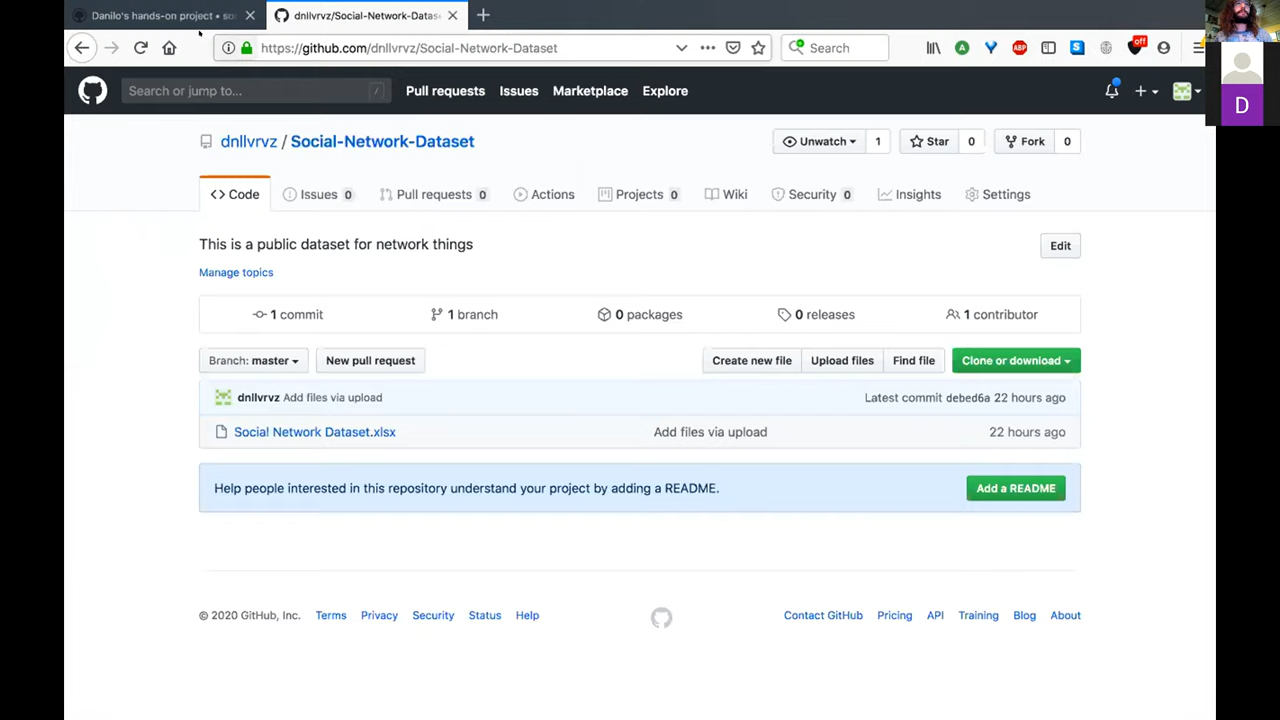 Danilo's hands-on project • so
dnllvrvz/Social-Network-Datas
https://github.com/dnllvrvz/Social-Network-Dataset
Search
A
ABP
S
off
Search or jump to...
/
Pull requests
Issues
Marketplace
Explore
D
dnllvrvz / Social-Network-Dataset
Unwatch 1
Star 0
Fork 0
Code
Issues 0
Pull requests 0
Actions
Projects 0
Wiki
Security 0
Insights
Settings
This is a public dataset for network things
Edit
Manage topics
1 commit
1 branch
0 packages
0 releases
1 contributor
Branch: master
New pull request
Create new file
Upload files
Find file
Clone or download
dnllvrvz Add files via upload
Latest commit debed6a 22 hours ago
Social Network Dataset.xlsx
Add files via upload
22 hours ago
Help people interested in this repository understand your project by adding a README.
Add a README
© 2020 GitHub, Inc.
Terms
Privacy
Security
Status
Help
Contact GitHub
Pricing
API
Training
Blog
About